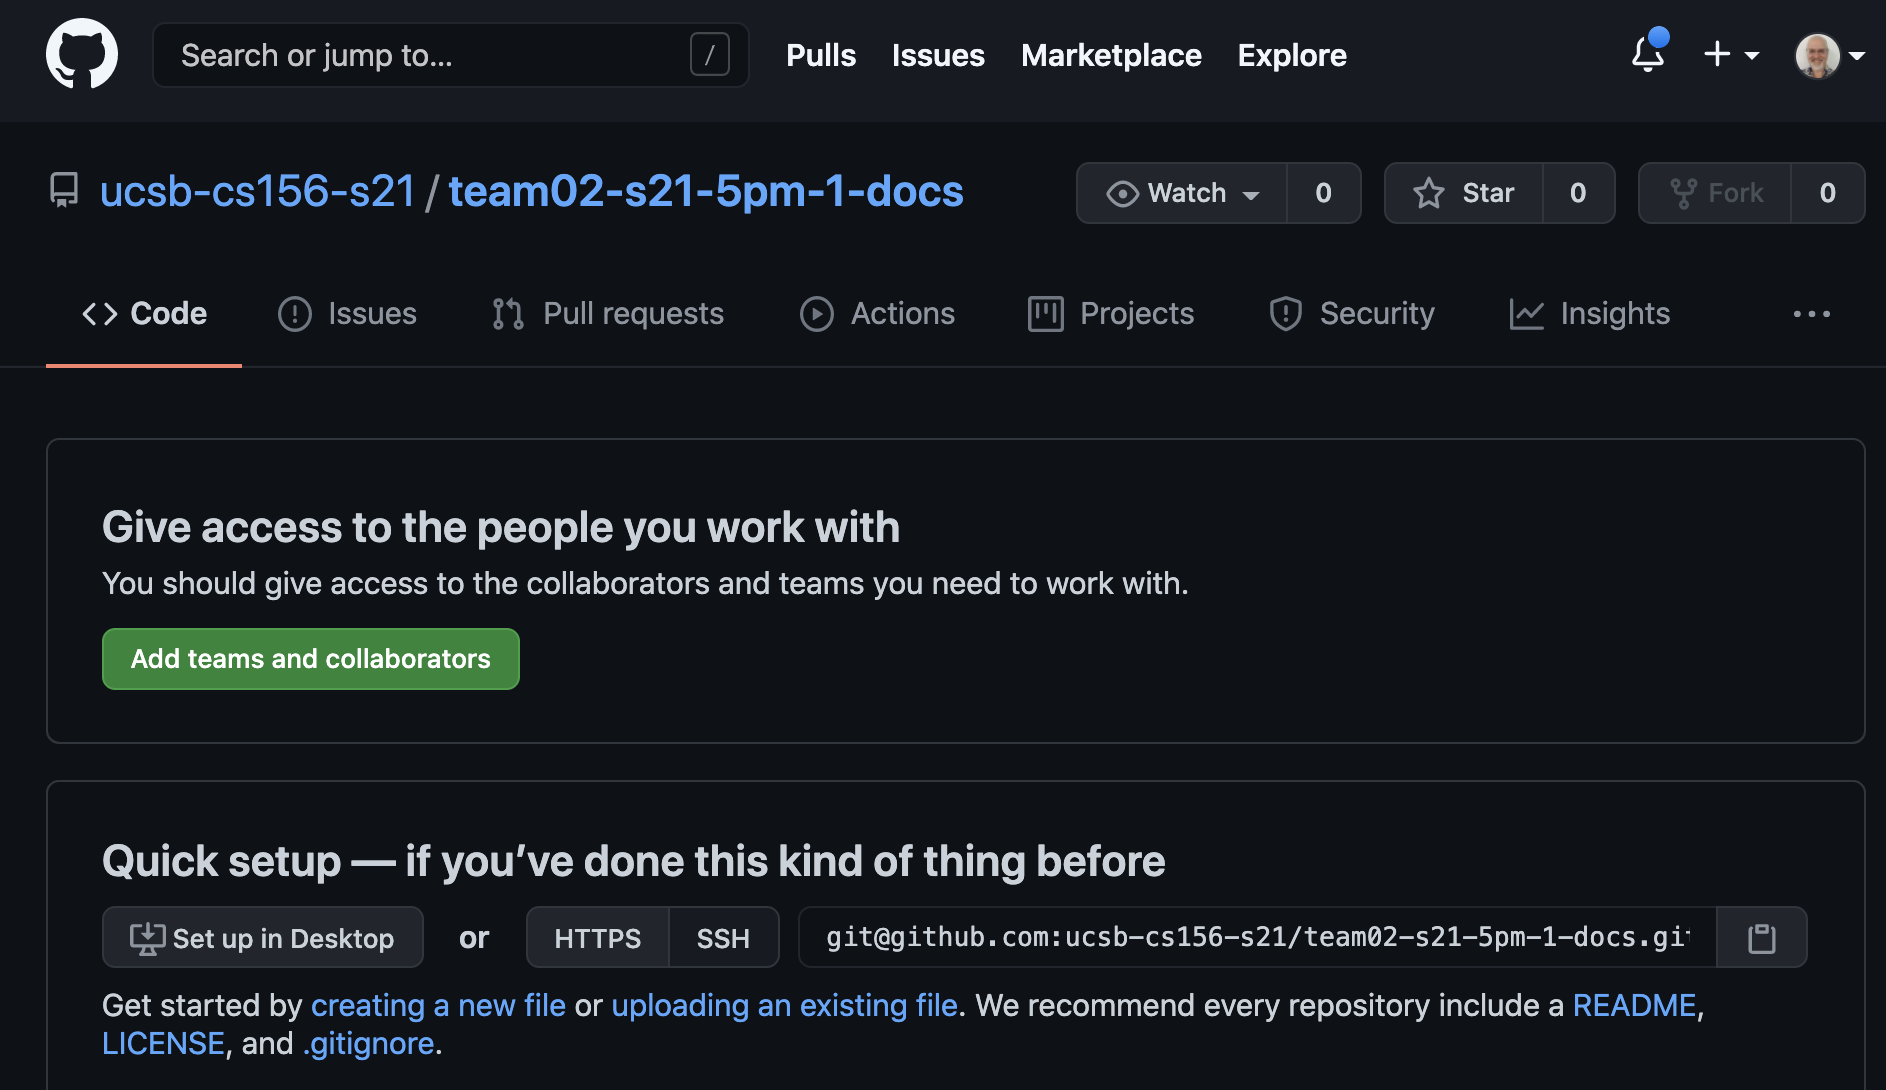 Search or jump to... / Pulls Issues Marketplace Explore
ucsb-cs156-s21 / team02-s21-5pm-1-docs Watch 0 Star 0 Fork 0
Code Issues Pull requests Actions Projects Security Insights
Give access to the people you work with
You should give access to the collaborators and teams you need to work with.
Add teams and collaborators
Quick setup — if you’ve done this kind of thing before
Set up in Desktop or HTTPS SSH git@github.com:ucsb-cs156-s21/team02-s21-5pm-1-docs.git
Get started by creating a new file or uploading an existing file. We recommend every repository include a README,
LICENSE, and .gitignore.